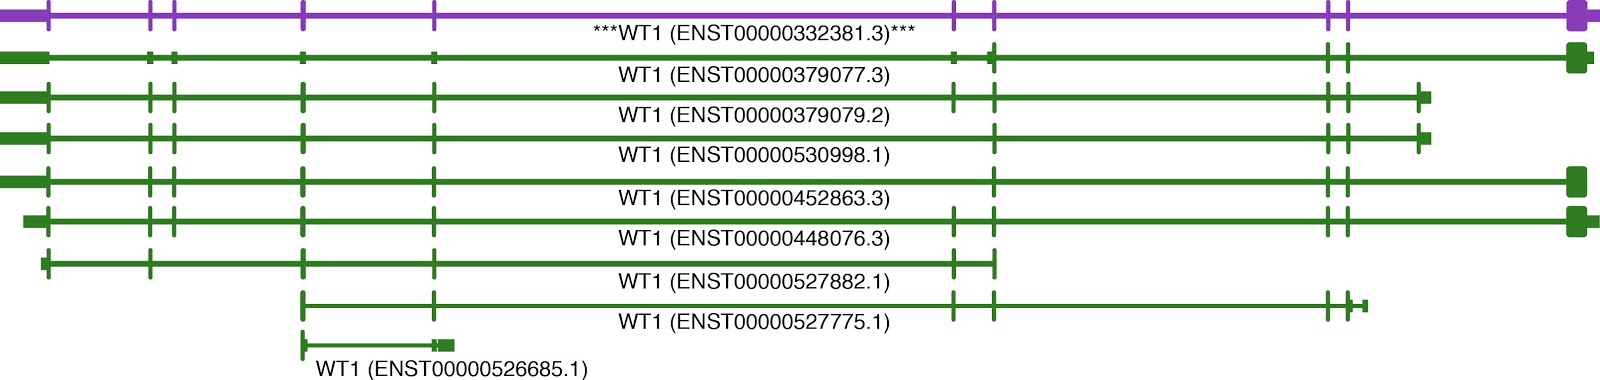 ***WT1 (ENST00000332381.3)***
WT1 (ENST00000379077.3)
WT1 (ENST00000379079.2)
WT1 (ENST00000530998.1)
WT1 (ENST00000452863.3)
WT1 (ENST00000448076.3)
WT1 (ENST00000527882.1)
WT1 (ENST00000527775.1)
WT1 (ENST00000526685.1)